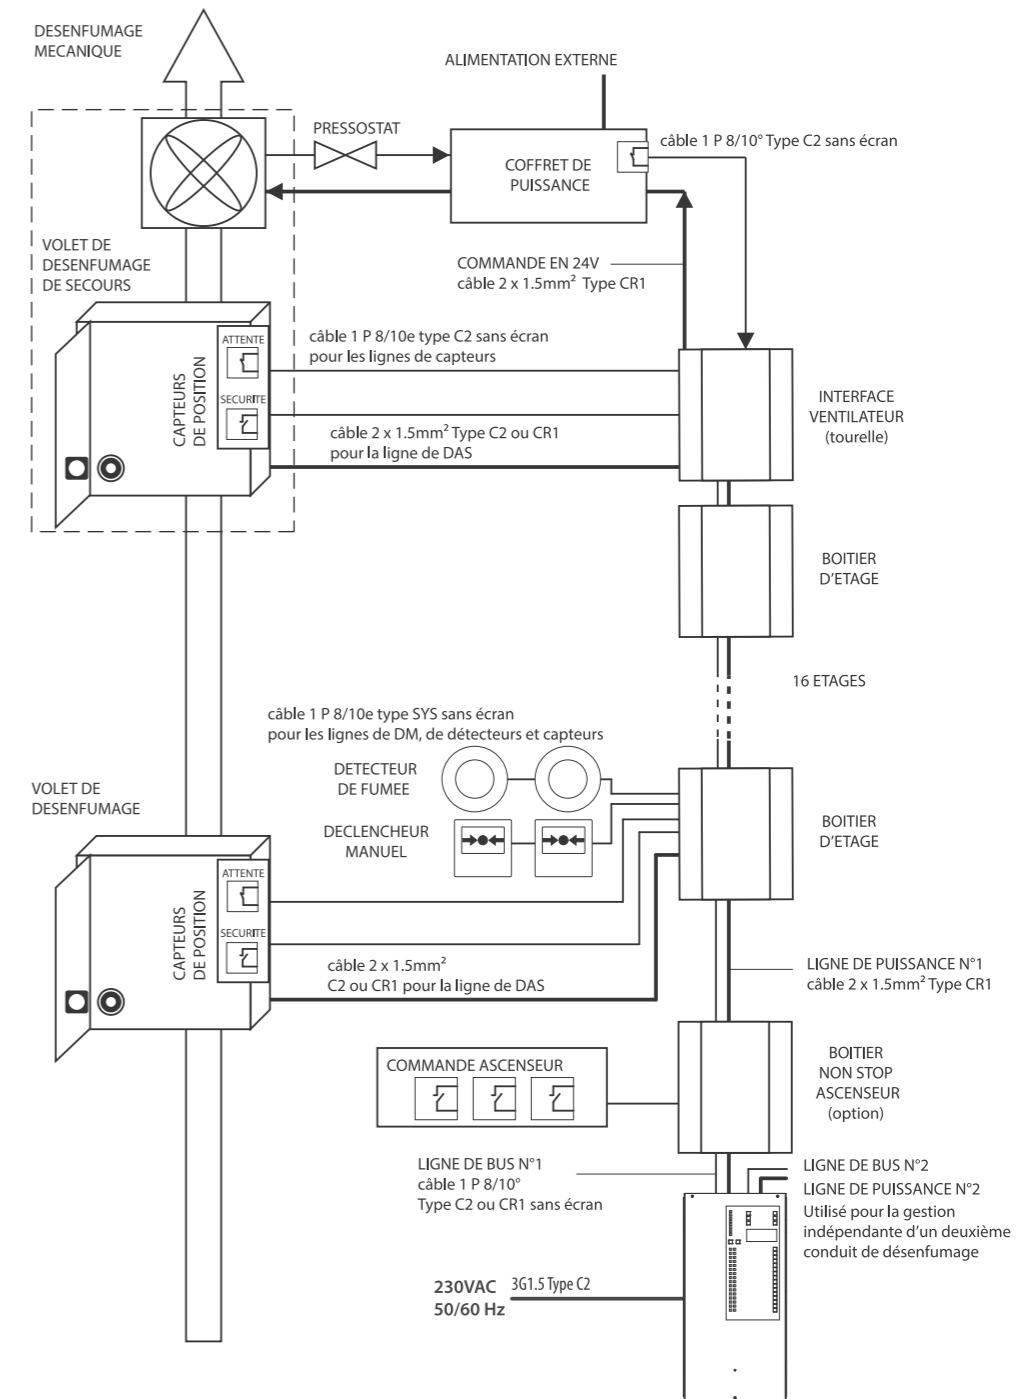 DESENFUMAGE
MECANIQUE
ALIMENTATION EXTERNE
PRESSOSTAT
COFFRET DE
PUISSANCE
câble 1 P 8/10° Type C2 sans écran
VOLET DE
DESENFUMAGE
DE SECOURS
COMMANDE EN 24V
câble 2 x 1.5mm² Type CR1
câble 1 P 8/10e type C2 sans écran
pour les lignes de capteurs
ATTENTE
SECURITE
CAPTEURS
DE POSITION
câble 2 x 1.5mm² Type C2 ou CR1
pour la ligne de DAS
INTERFACE
VENTILATEUR
(tourelle)
BOITIER
D'ETAGE
16 ETAGES
câble 1 P 8/10e type SYS sans écran
pour les lignes de DM, de détecteurs et capteurs
DETECTEUR
DE FUMEE
DECLENCHEUR
MANUEL
BOITIER
D'ETAGE
VOLET DE
DESENFUMAGE
ATTENTE
SECURITE
CAPTEURS
DE POSITION
câble 2 x 1.5mm²
C2 ou CR1 pour la ligne de DAS
LIGNE DE PUISSANCE N°1
câble 2 x 1.5mm² Type CR1
COMMANDE ASCENSEUR
BOITIER
NON STOP
ASCENSEUR
(option)
LIGNE DE BUS N°1
câble 1 P 8/10°
Type C2 ou CR1 sans écran
LIGNE DE BUS N°2
LIGNE DE PUISSANCE N°2
Utilisé pour la gestion
indépendante d'un deuxième
conduit de désenfumage
230VAC
50/60 Hz
3G1.5 Type C2